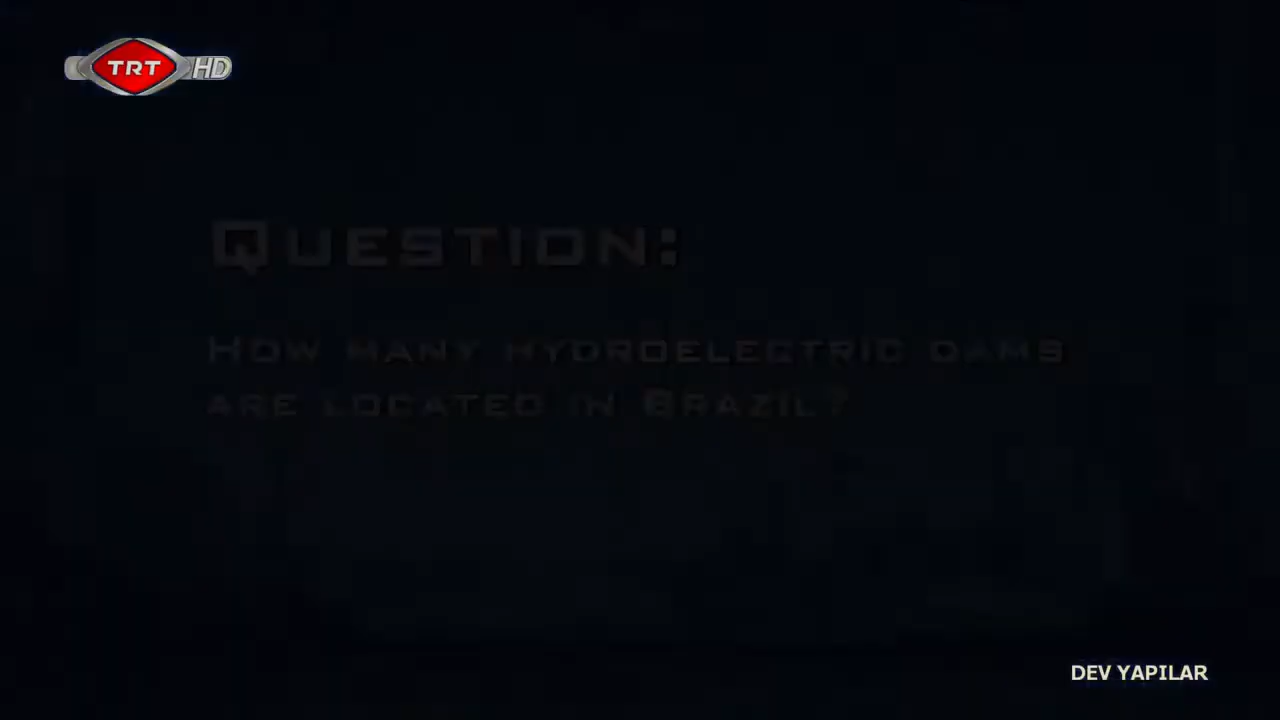 TRT HD
Question:
How many hydroelectric dams
are located in Brazil?
DEV YAPILAR